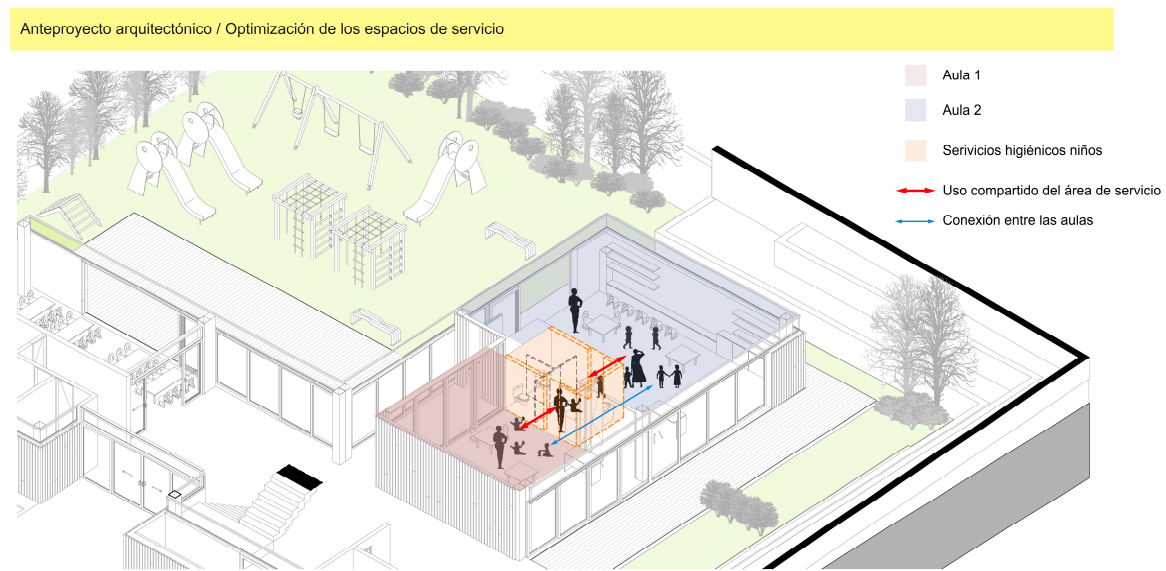 Anteproyecto arquitectónico / Optimización de los espacios de servicio
Aula 1
Aula 2
Serivicios higiénicos niños
Uso compartido del área de servicio
Conexión entre las aulas